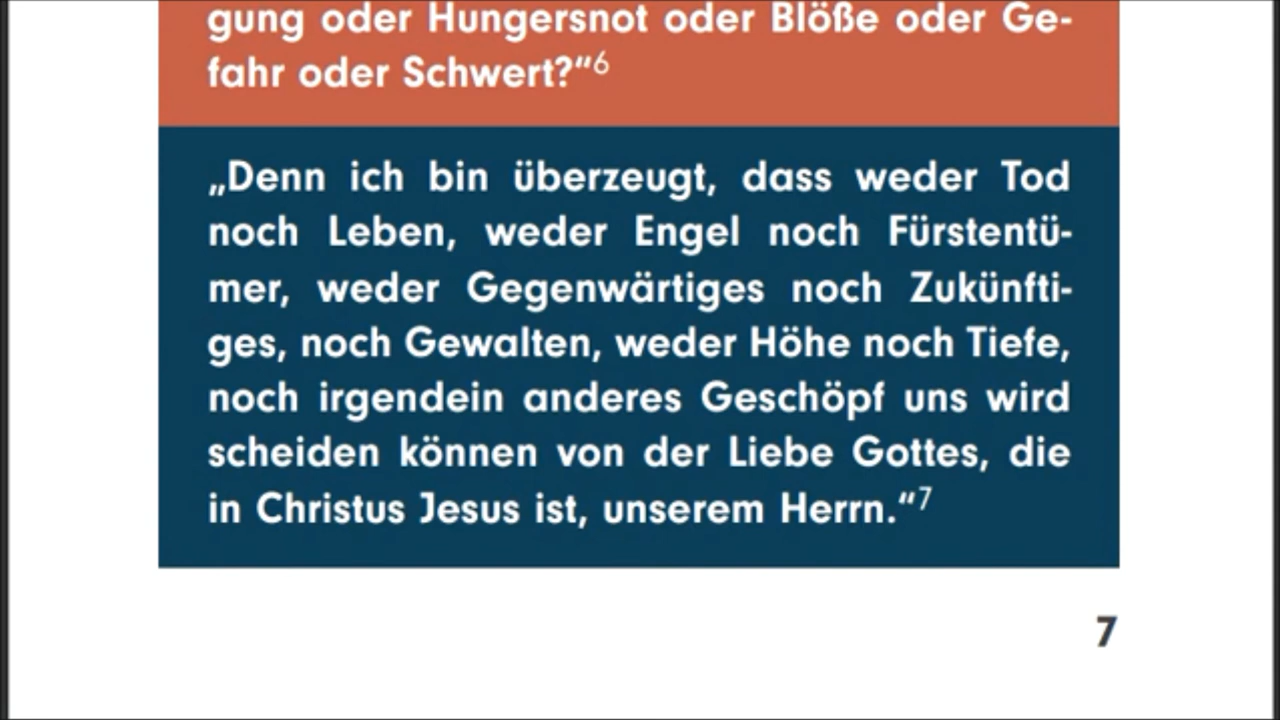 gung oder Hungersnot oder Blöße oder Ge-
fahr oder Schwert?“6
„Denn ich bin überzeugt, dass weder Tod
noch Leben, weder Engel noch Fürstentü-
mer, weder Gegenwärtiges noch Zukünfti-
ges, noch Gewalten, weder Höhe noch Tiefe,
noch irgendein anderes Geschöpf uns wird
scheiden können von der Liebe Gottes, die
in Christus Jesus ist, unserem Herrn.“7
7